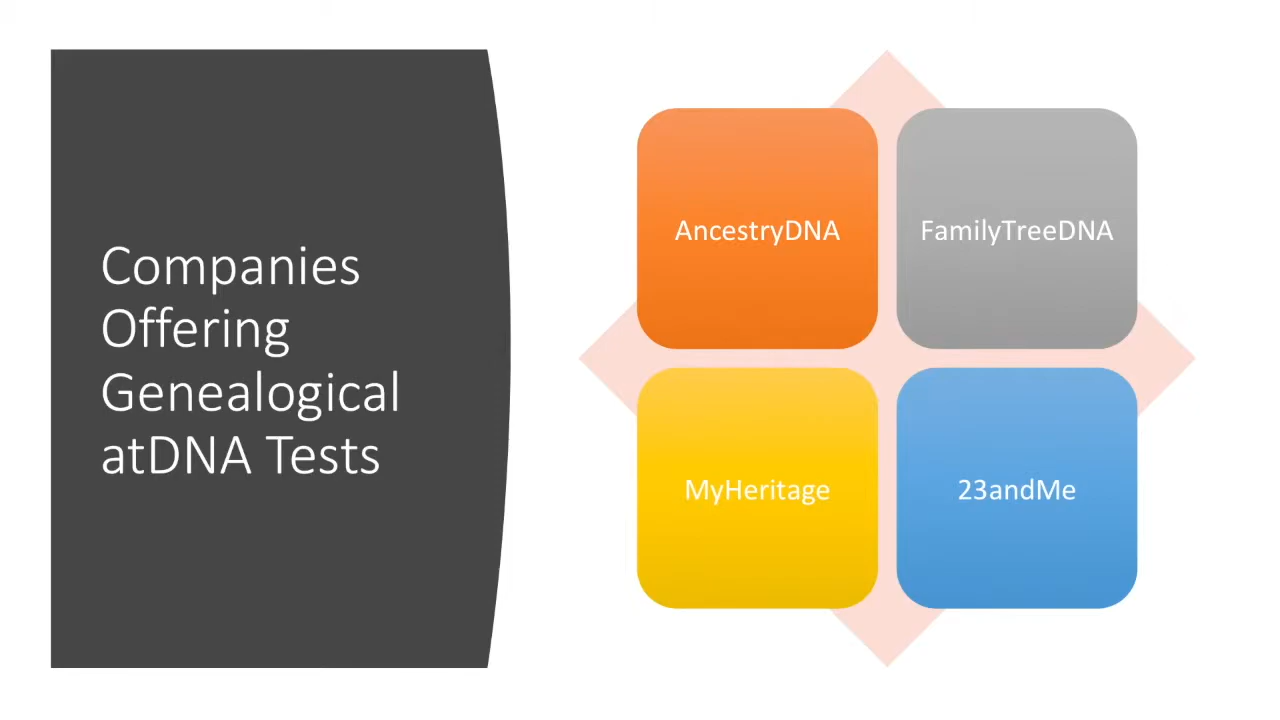 Companies
Offering
Genealogical
atDNA Tests
AncestryDNA
FamilyTreeDNA
MyHeritage
23andMe